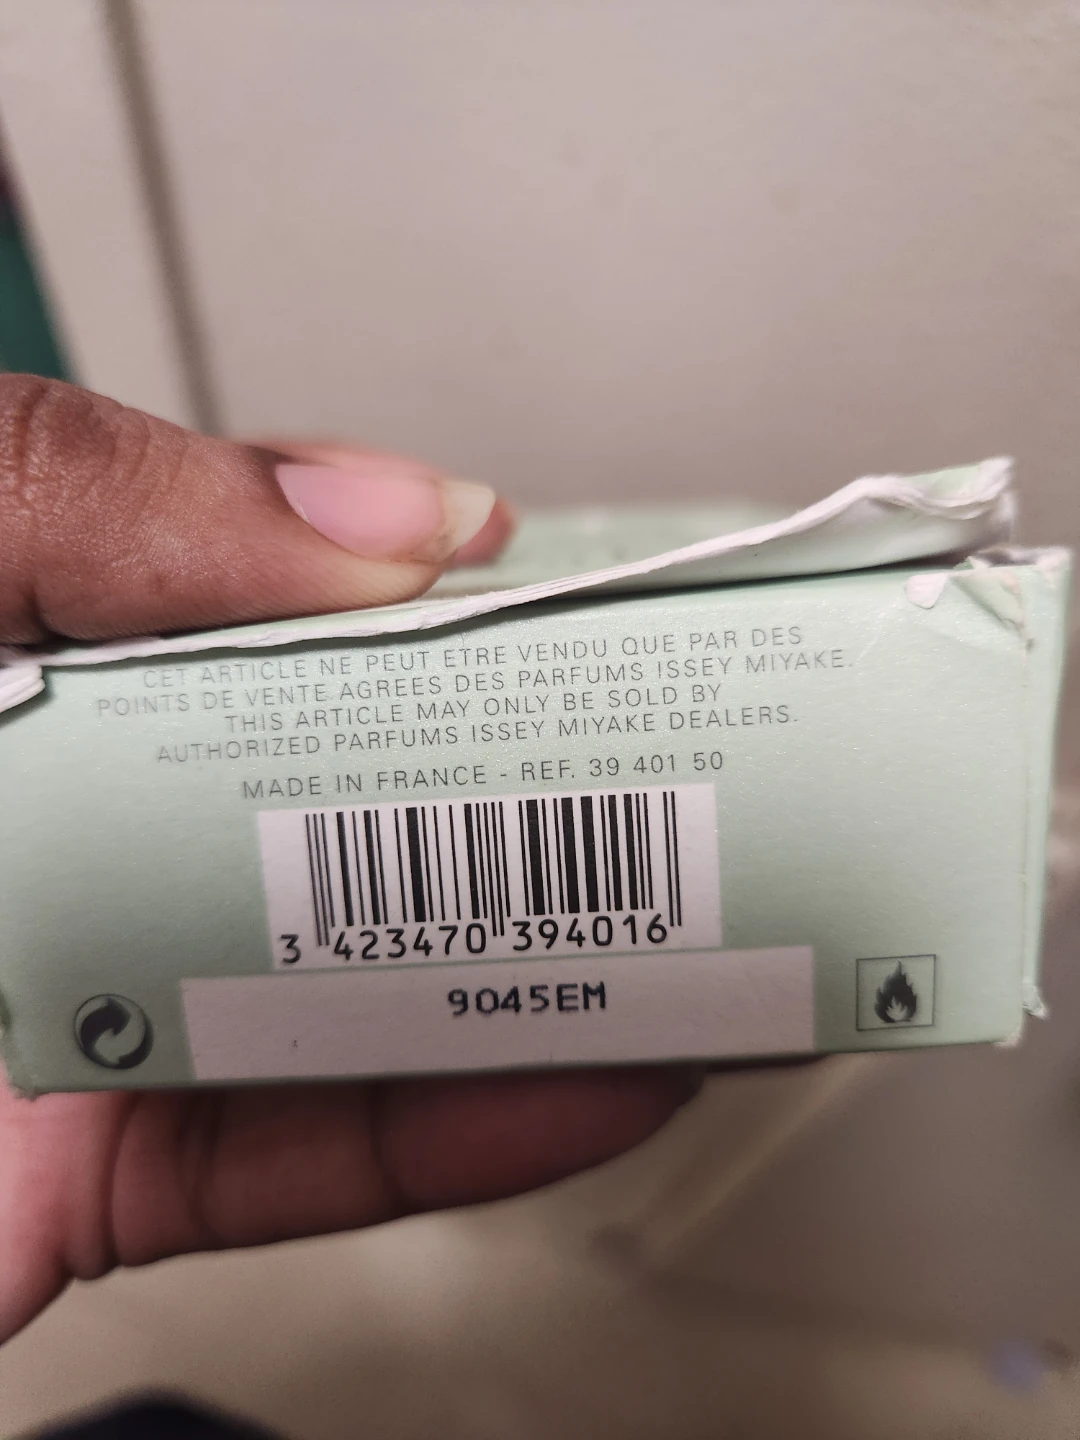 CET ARTICLE NE PEUT ETRE VENDU QUE PAR DES
POINTS DE VENTE AGREES DES PARFUMS ISSEY MIYAKE.
THIS ARTICLE MAY ONLY BE SOLD BY
AUTHORIZED PARFUMS ISSEY MIYAKE DEALERS.
MADE IN FRANCE - REF. 39 401 50
3 423470 394016
9045EM